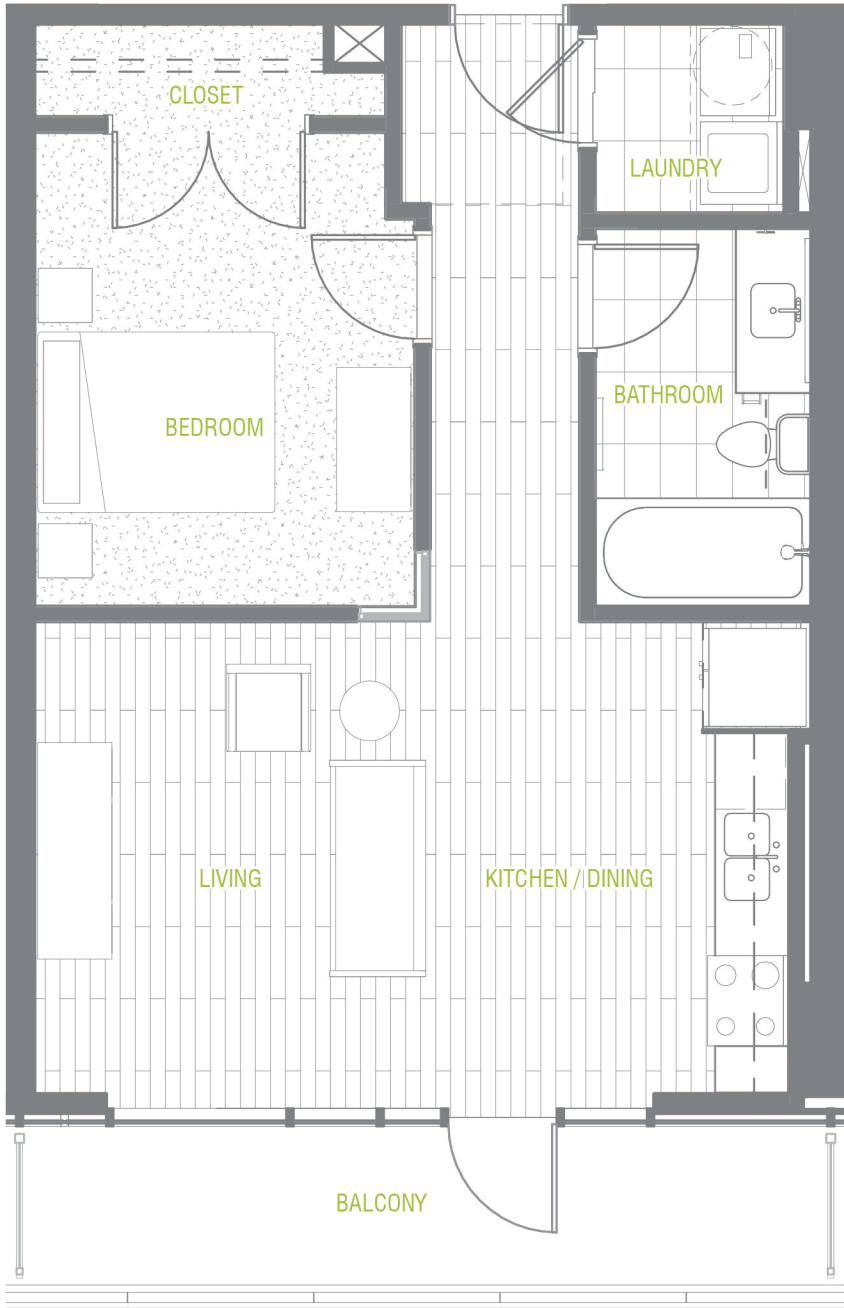 CLOSET
LAUNDRY
BATHROOM
BEDROOM
LIVING
KITCHEN / DINING
BALCONY